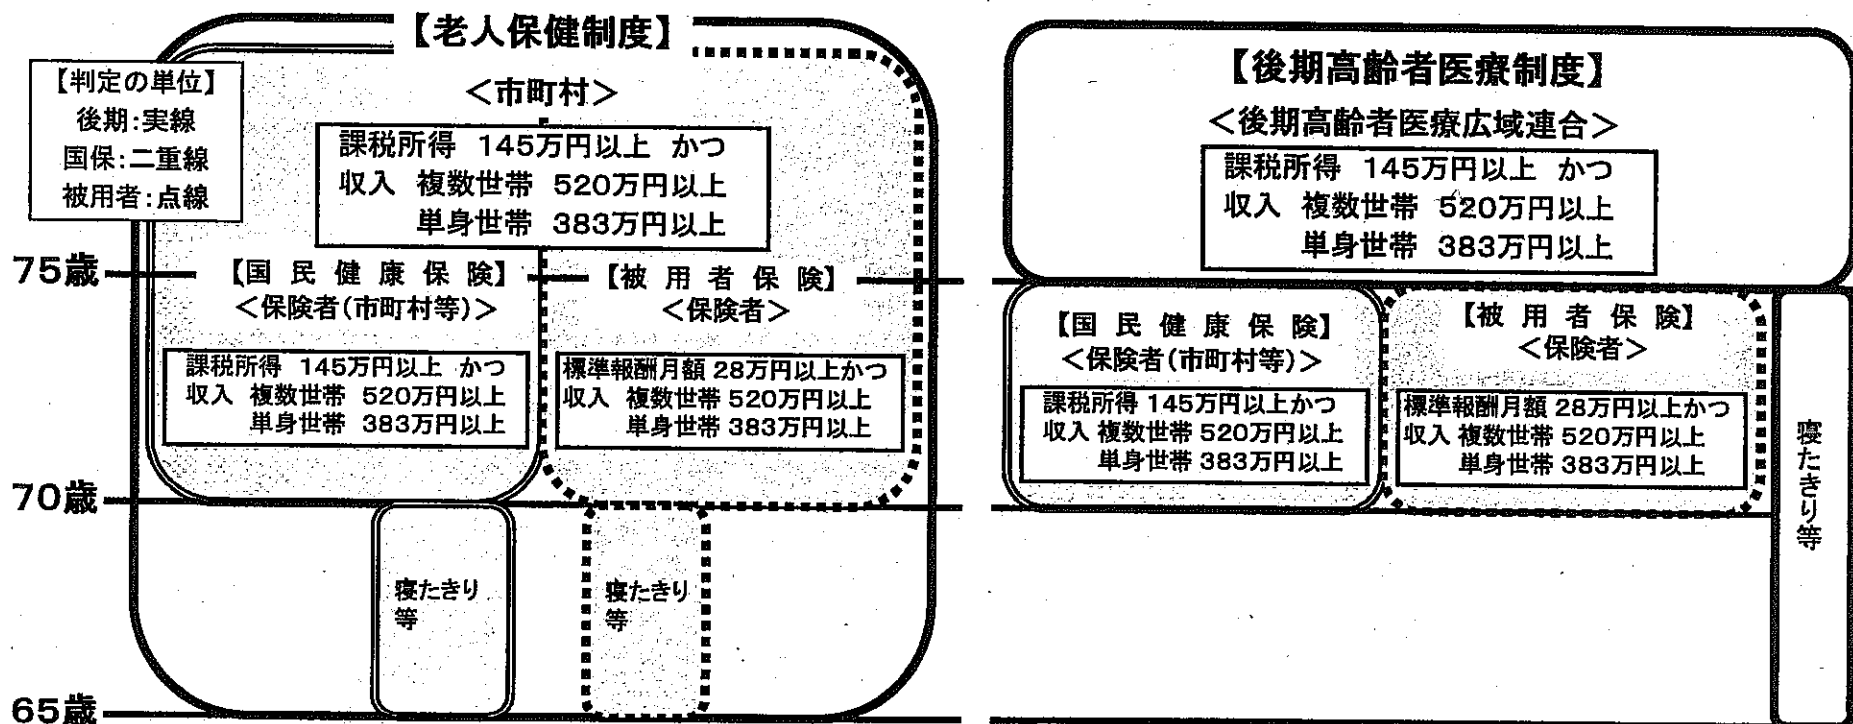 【老人保健制度】
<市町村>
【判定の単位】
後期:実線
国保:二重線
被用者:点線
課税所得 145万円以上 かつ
収入 複数世帯 520万円以上
単身世帯 383万円以上
75歳
【国民健康保険】
<保険者(市町村等)>
課税所得 145万円以上 かつ
収入 複数世帯 520万円以上
単身世帯 383万円以上
【被用者保険】
<保険者>
標準報酬月額 28万円以上かつ
収入 複数世帯 520万円以上
単身世帯 383万円以上
70歳
寝たきり
等
寝たきり
等
65歳
【後期高齢者医療制度】
<後期高齢者医療広域連合>
課税所得 145万円以上 かつ
収入 複数世帯 520万円以上
単身世帯 383万円以上
【国民健康保険】
<保険者(市町村等)>
課税所得 145万円以上かつ
収入 複数世帯 520万円以上
単身世帯 383万円以上
【被用者保険】
<保険者>
標準報酬月額 28万円以上かつ
収入 複数世帯 520万円以上
単身世帯 383万円以上
寝たきり等